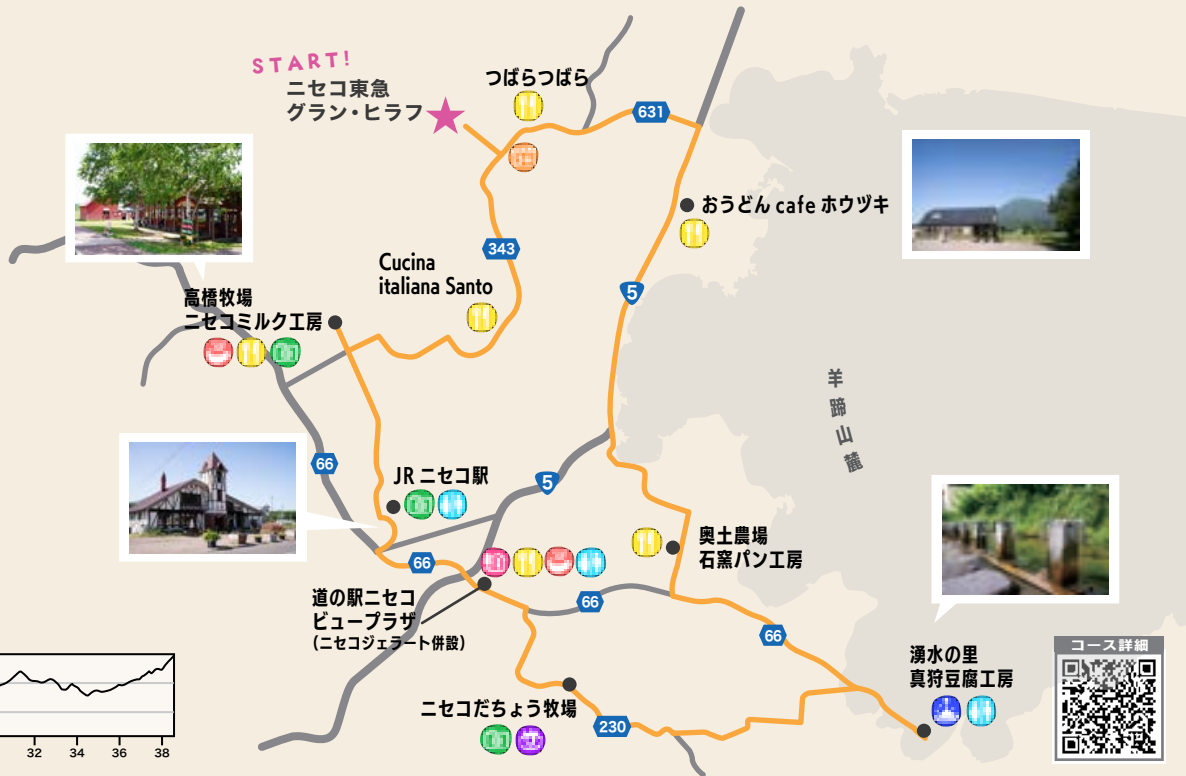 START!
ニセコ東急
グラン・ヒラフ
つばらつばら
631
おうどん cafe ホウヅキ
343
Cucina
italiana Santo
5
高橋牧場
ニセコミルク工房
羊蹄山麓
66
JR ニセコ駅
5
奥土農場
石窯パン工房
66
道の駅ニセコ
ビュープラザ
(ニセコジェラート併設)
66
66
湧水の里
真狩豆腐工房
コース詳細
ニセコだちょう牧場
230
32 34 36 38